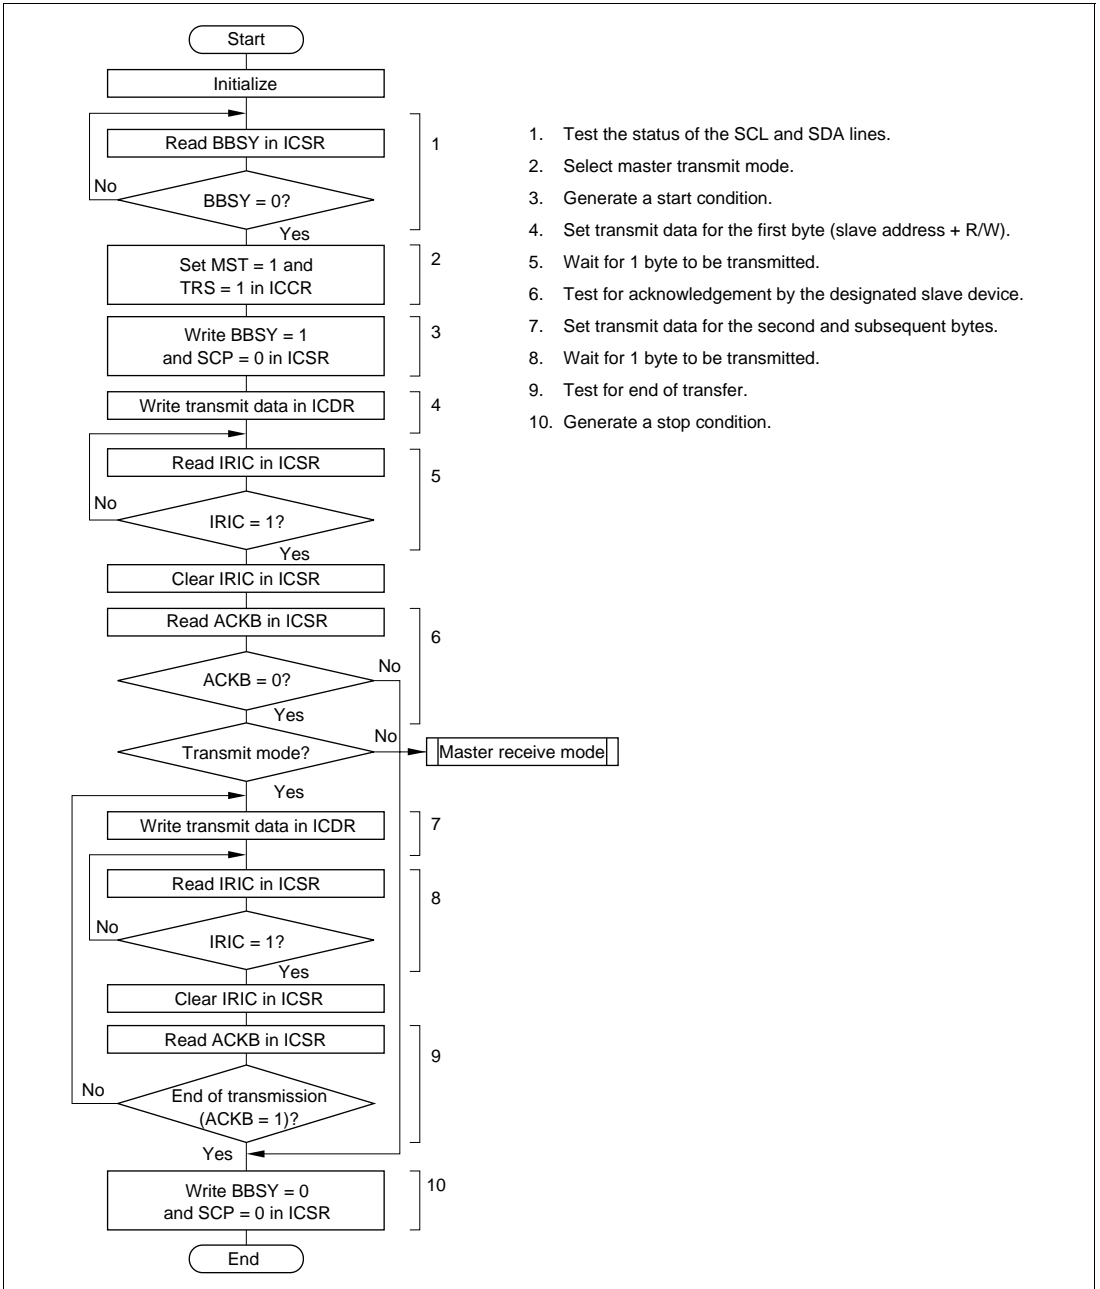 Start
Initialize
Read BBSY in ICSR
1
No
BBSY = 0?
Yes
Set MST = 1 and
TRS = 1 in ICCR
2
Write BBSY = 1
and SCP = 0 in ICSR
3
Write transmit data in ICDR
4
Read IRIC in ICSR
5
No
IRIC = 1?
Yes
Clear IRIC in ICSR
Read ACKB in ICSR
6
No
ACKB = 0?
Yes
No
Transmit mode?
Master receive mode
Yes
Write transmit data in ICDR
7
Read IRIC in ICSR
8
No
IRIC = 1?
Yes
Clear IRIC in ICSR
Read ACKB in ICSR
9
No
End of transmission
(ACKB = 1)?
Yes
Write BBSY = 0
and SCP = 0 in ICSR
10
End
1. Test the status of the SCL and SDA lines.
2. Select master transmit mode.
3. Generate a start condition.
4. Set transmit data for the first byte (slave address + R/W).
5. Wait for 1 byte to be transmitted.
6. Test for acknowledgement by the designated slave device.
7. Set transmit data for the second and subsequent bytes.
8. Wait for 1 byte to be transmitted.
9. Test for end of transfer.
10. Generate a stop condition.